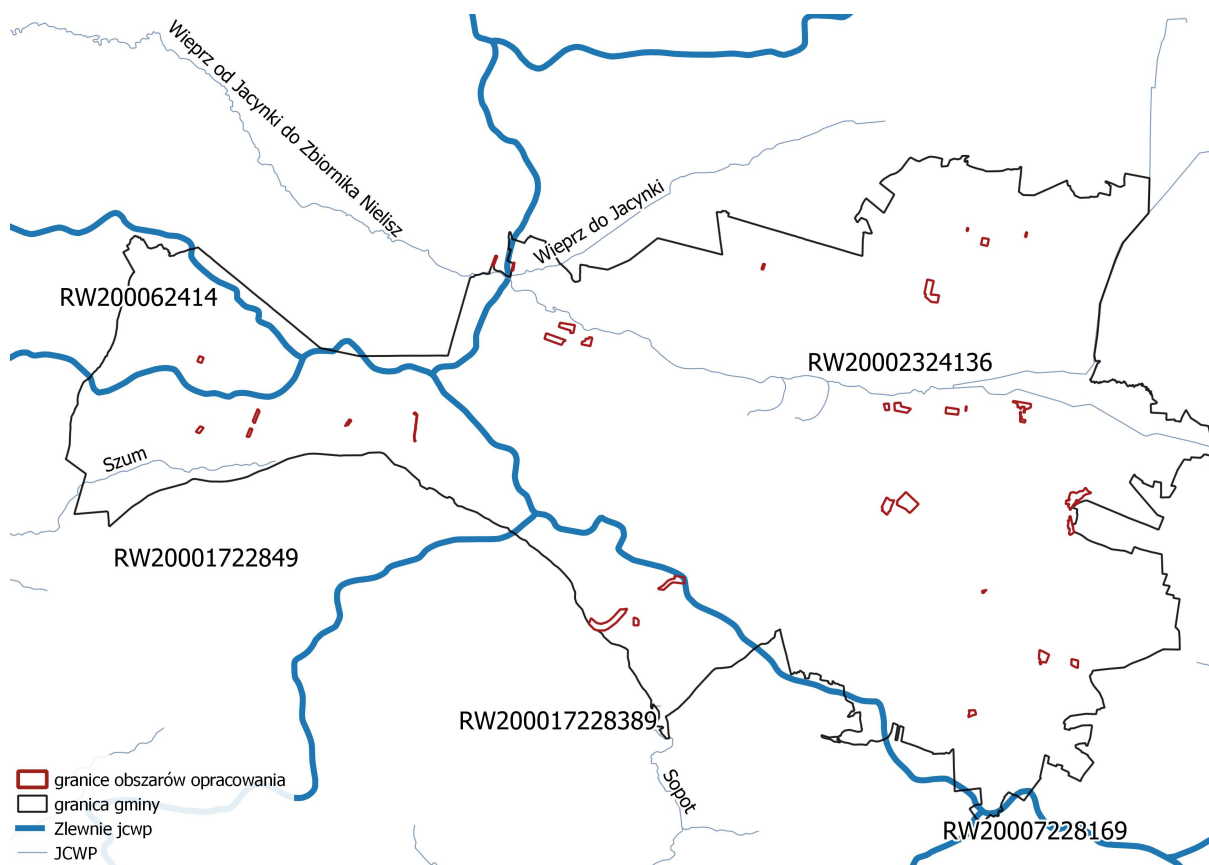 Wieprz od Jacynki do Zbiornika Nielisz
Wieprz do Jacynki
RW200062414
RW20002324136
Szum
RW20001722849
RW200017228389
Sopot
RW20007228169
granice obszarów opracowania
granica gminy
Zlewnie jcwp
JCWP